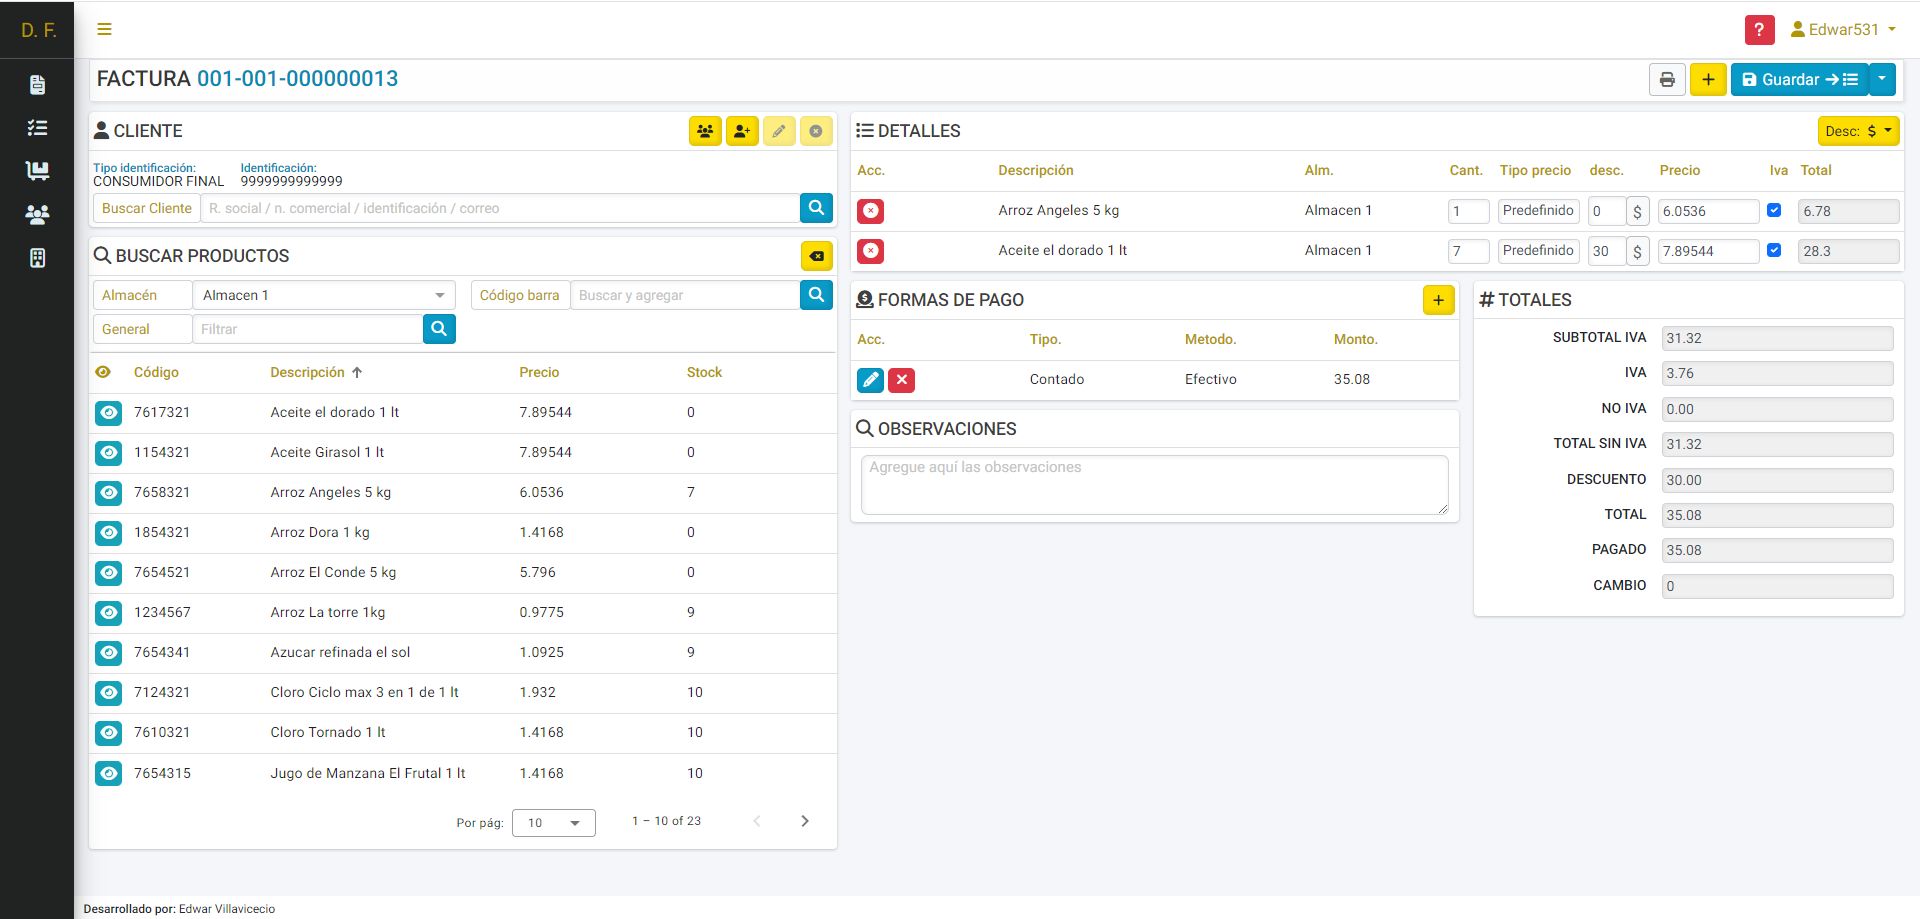 D. F.
? Edwar531
FACTURA 001-001-000000013
+ Guardar
CLIENTE
Tipo identificación: Identificación:
CONSUMIDOR FINAL 9999999999999
Buscar Cliente R. social / n. comercial / identificación / correo
BUSCAR PRODUCTOS
Almacén Almacen 1 Código barra Buscar y agregar
General Filtrar
Código Descripción Precio Stock
7617321 Aceite el dorado 1 lt 7.89544 0
1154321 Aceite Girasol 1 lt 7.89544 0
7658321 Arroz Angeles 5 kg 6.0536 7
1854321 Arroz Dora 1 kg 1.4168 0
7654521 Arroz El Conde 5 kg 5.796 0
1234567 Arroz La torre 1kg 0.9775 9
7654341 Azucar refinada el sol 1.0925 9
7124321 Cloro Ciclo max 3 en 1 de 1 lt 1.932 10
7610321 Cloro Tornado 1 lt 1.4168 10
7654315 Jugo de Manzana El Frutal 1 lt 1.4168 10
Por pág: 10 1 – 10 of 23
DETALLES Desc: $
Acc. Descripción Alm. Cant. Tipo precio desc. Precio Iva Total
Arroz Angeles 5 kg Almacen 1 1 Predefinido 0 $ 6.0536 6.78
Aceite el dorado 1 lt Almacen 1 7 Predefinido 30 $ 7.89544 28.3
FORMAS DE PAGO +
Acc. Tipo. Metodo. Monto.
Contado Efectivo 35.08
OBSERVACIONES
Agregue aquí las observaciones
# TOTALES
SUBTOTAL IVA 31.32
IVA 3.76
NO IVA 0.00
TOTAL SIN IVA 31.32
DESCUENTO 30.00
TOTAL 35.08
PAGADO 35.08
CAMBIO 0
Desarrollado por: Edwar Villavicecio